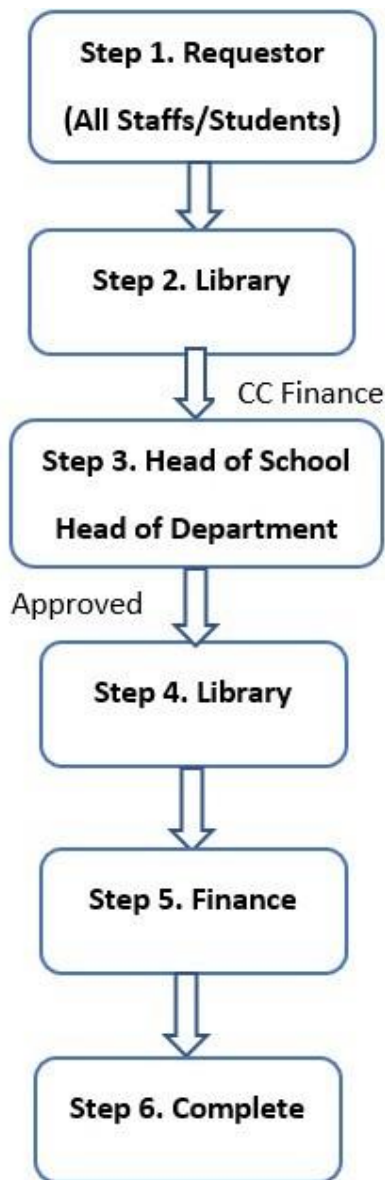 Step 1. Requestor
(All Staffs/Students)
Step 2. Library
CC Finance
Step 3. Head of School
Head of Department
Approved
Step 4. Library
Step 5. Finance
Step 6. Complete